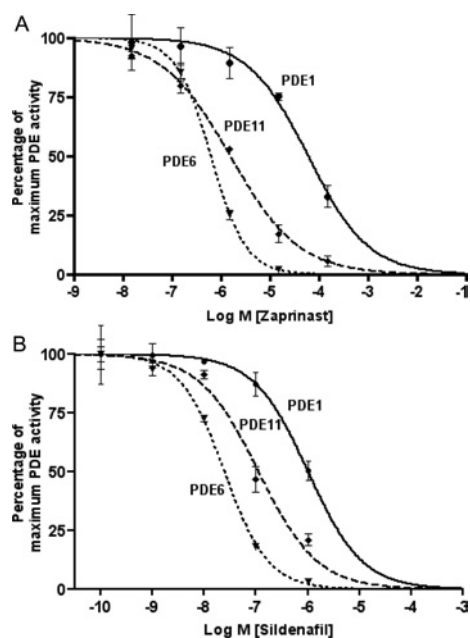 A
Percentage of
maximum PDE activity
100
75
50
25
0
PDE1
PDE11
PDE6
-9 -8 -7 -6 -5 -4 -3 -2 -1
Log M [Zaprinast]
B
Percentage of
maximum PDE activity
100
75
50
25
0
PDE1
PDE11
PDE6
-10 -9 -8 -7 -6 -5 -4 -3
Log M [Sildenafil]